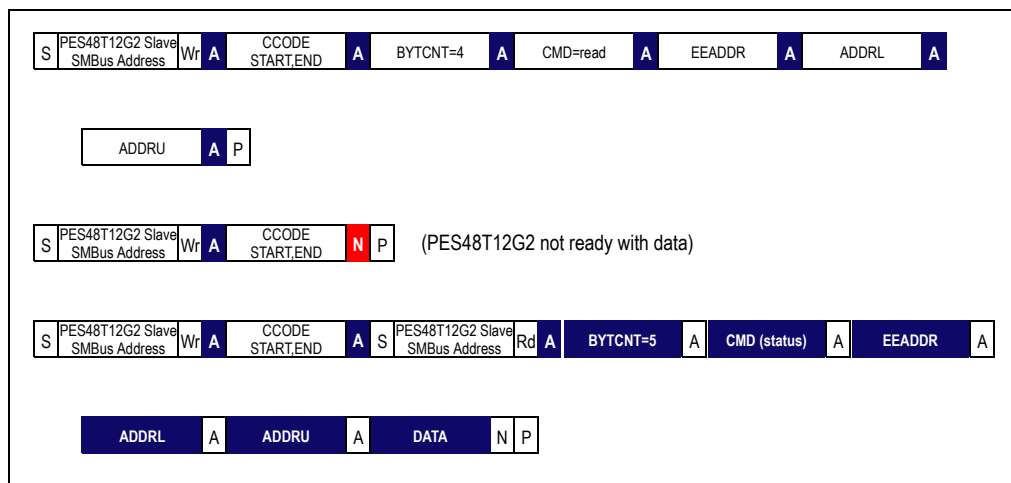 S PES48T12G2 Slave SMBus Address Wr A CCODE START,END A BYTCNT=4 A CMD=read A EEADDR A ADDRL A
ADDRU A P
S PES48T12G2 Slave SMBus Address Wr A CCODE START,END N P (PES48T12G2 not ready with data)
S PES48T12G2 Slave SMBus Address Wr A CCODE START,END A S PES48T12G2 Slave SMBus Address Rd A BYTCNT=5 A CMD (status) A EEADDR A
ADDRL A ADDRU A DATA N P